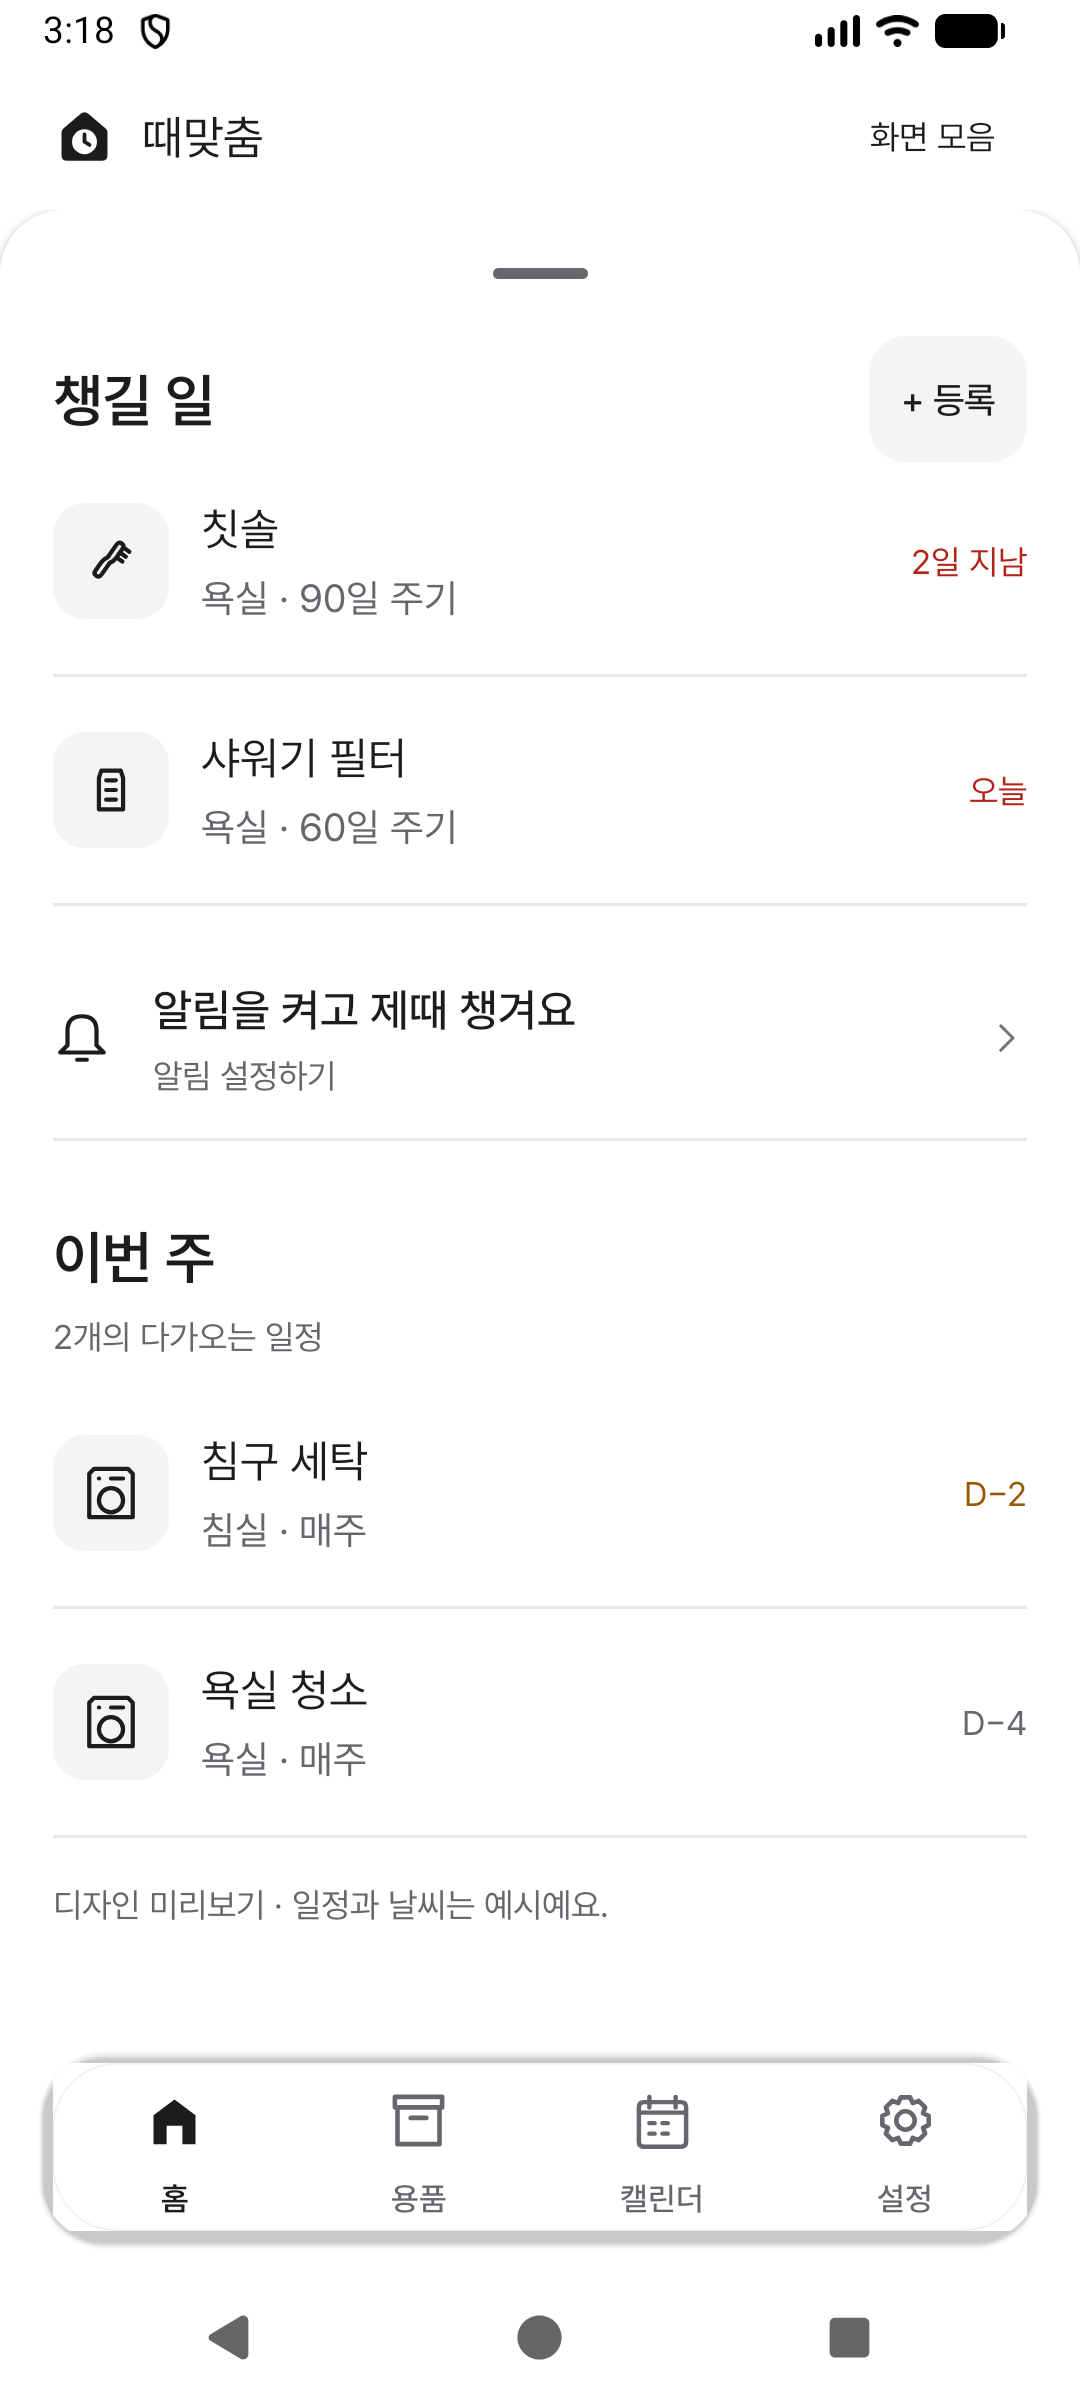 3:18
때맞춤
화면 모음
챙길 일
+ 등록
칫솔
욕실 · 90일 주기
2일 지남
샤워기 필터
욕실 · 60일 주기
오늘
알림을 켜고 제때 챙겨요
알림 설정하기
이번 주
2개의 다가오는 일정
침구 세탁
침실 · 매주
D-2
욕실 청소
욕실 · 매주
D-4
디자인 미리보기 · 일정과 날씨는 예시예요.
홈
용품
캘린더
설정